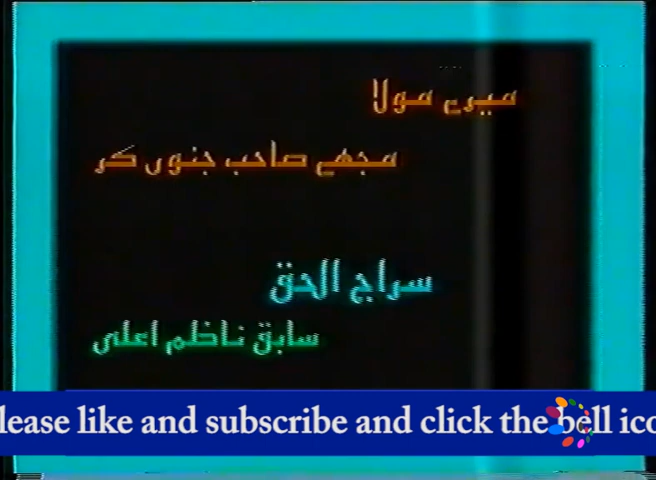 میرے مولا!
مجھے صاحب جنوں کر
سراج الحق
سابق ناظم اعلی
lease like and subscribe and click the bell ico